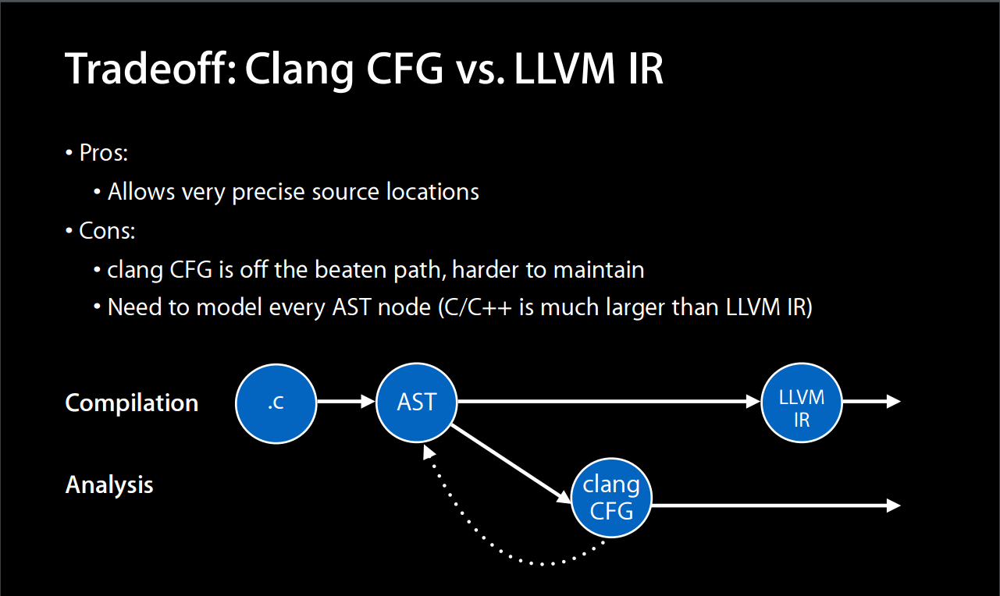 Tradeoff: Clang CFG vs. LLVM IR
• Pros:
• Allows very precise source locations
• Cons:
• clang CFG is off the beaten path, harder to maintain
• Need to model every AST node (C/C++ is much larger than LLVM IR)
Compilation
.c
AST
LLVM
IR
Analysis
clang
CFG